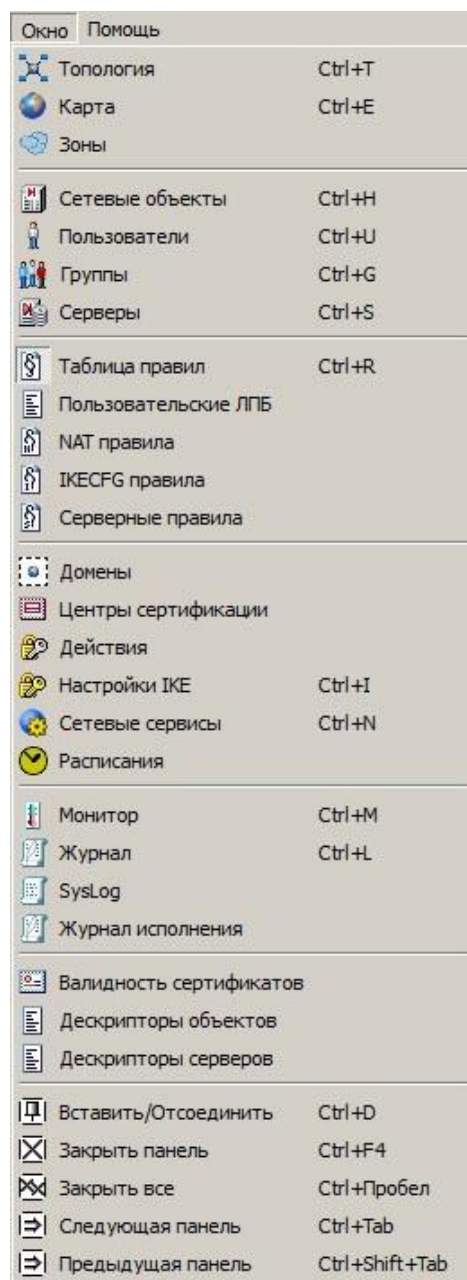 Окно Помощь
Топология Ctrl+T
Карта Ctrl+E
Зоны
Сетевые объекты Ctrl+H
Пользователи Ctrl+U
Группы Ctrl+G
Серверы Ctrl+S
Таблица правил Ctrl+R
Пользовательские ЛПБ
NAT правила
IKECFG правила
Серверные правила
Домены
Центры сертификации
Действия
Настройки IKE Ctrl+I
Сетевые сервисы Ctrl+N
Расписания
Монитор Ctrl+M
Журнал Ctrl+L
SysLog
Журнал исполнения
Валидность сертификатов
Дескрипторы объектов
Дескрипторы серверов
Вставить/Отсоединить Ctrl+D
Закрыть панель Ctrl+F4
Закрыть все Ctrl+Пробел
Следующая панель Ctrl+Tab
Предыдущая панель Ctrl+Shift+Tab